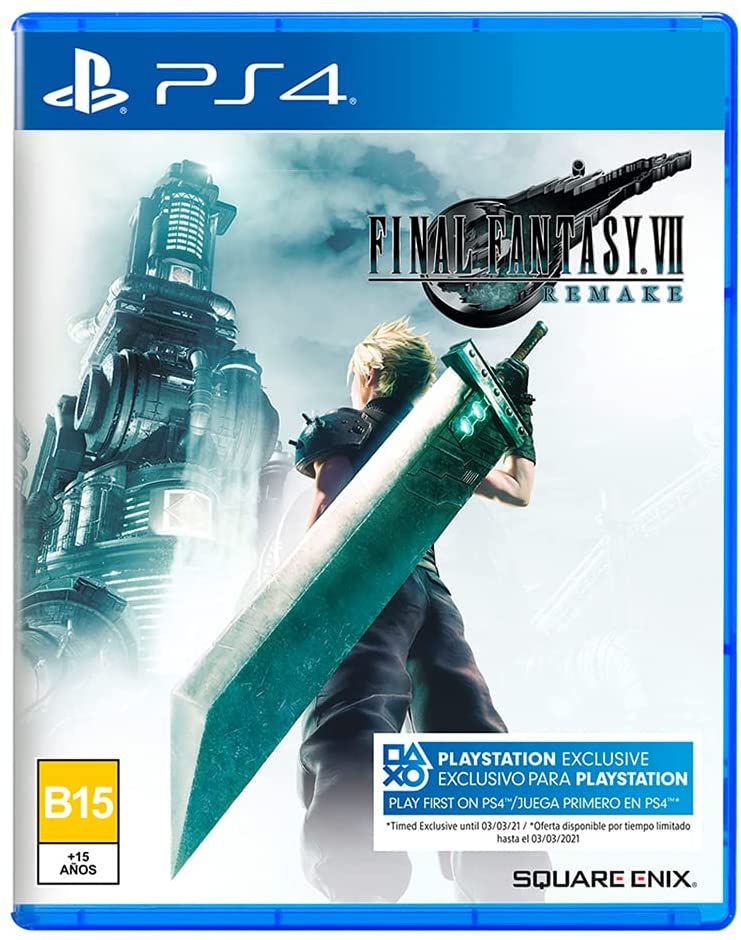 PS4
FINAL FANTASY VII
REMAKE
B15
+15
AÑOS
PLAYSTATION EXCLUSIVE
EXCLUSIVO PARA PLAYSTATION
PLAY FIRST ON PS4™/JUEGA PRIMERO EN PS4™*
*Timed Exclusive until 03/03/21 / *Oferta disponible por tiempo limitado
hasta el 03/03/2021
SQUARE ENIX.